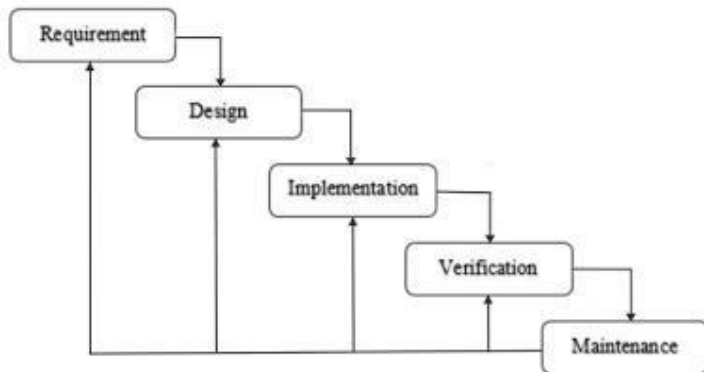 Requirement
Design
Implementation
Verification
Maintenance